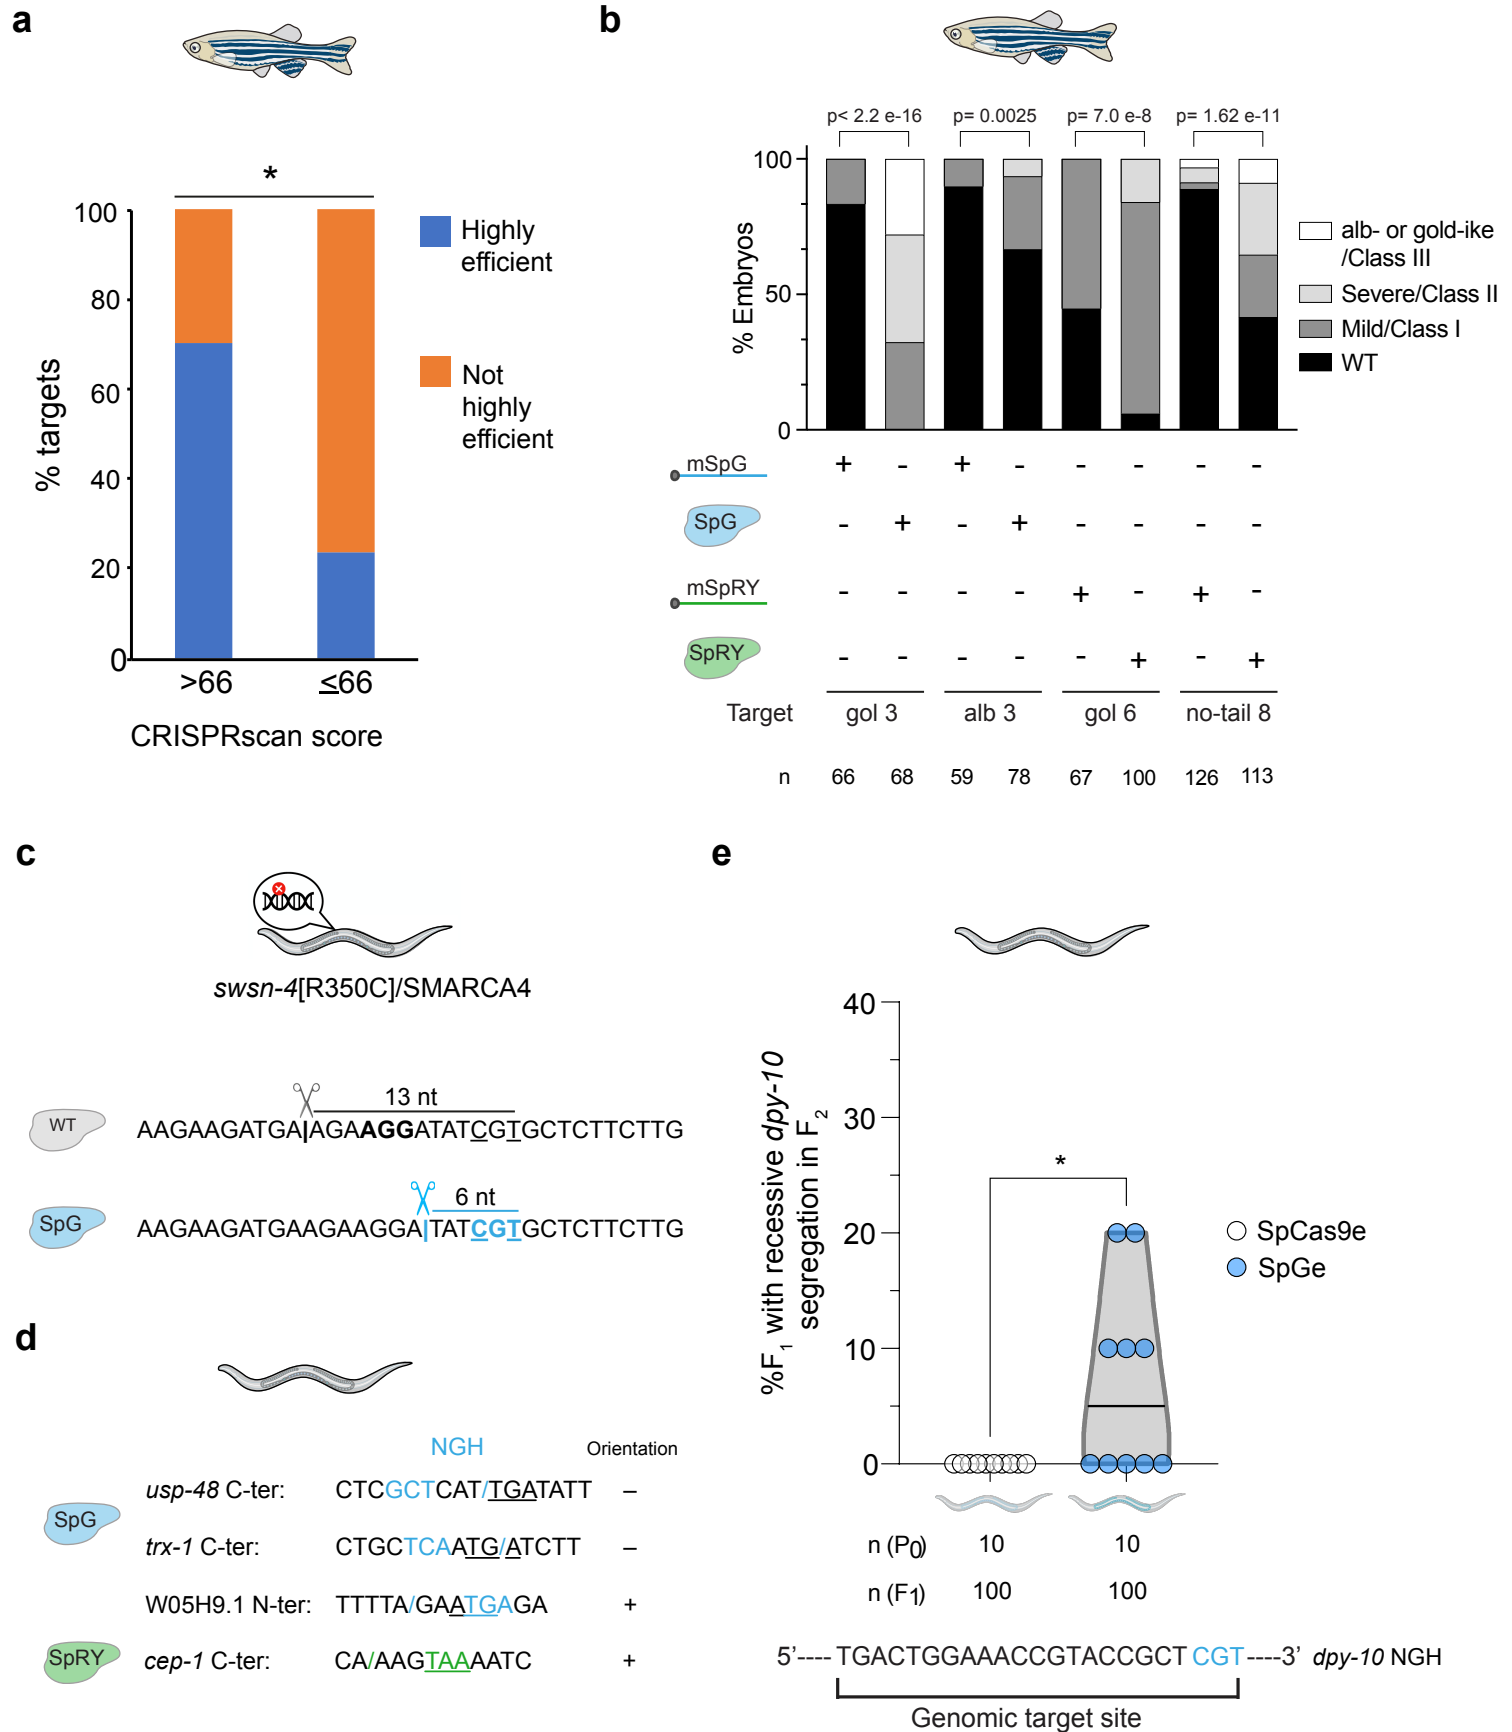 a
*
100
80
60
40
20
0
% targets
>66 ≤66
CRISPRscan score
Highly
efficient
Not
highly
efficient
b
p< 2.2 e-16 p= 0.0025 p= 7.0 e-8 p= 1.62 e-11
100
50
0
% Embryos
alb- or gold-ike
/Class III
Severe/Class II
Mild/Class I
WT
mSpG + - + - - - - -
SpG - + - + - - - -
mSpRY - - - - + - + -
SpRY - - - - - + - +
Target gol 3 alb 3 gol 6 no-tail 8
n 66 68 59 78 67 100 126 113
c
swsn-4[R350C]/SMARCA4
13 nt
WT AAGAAGATGA|AGAAGGATATCGTGCTCTTCTTG
6 nt
SpG AAGAAGATGAAGAAGGA|TATCGTGCTCTTCTTG
d
NGH Orientation
SpG
usp-48 C-ter: CTCGCTCAT/TGATATT –
trx-1 C-ter: CTGCTCAATG/ATCTT –
W05H9.1 N-ter: TTTTA/GAATGAGA +
SpRY cep-1 C-ter: CA/AAGTAAAATC +
e
40
30
20
10
0
%F1 with recessive dpy-10
segregation in F2
*
SpCas9e
SpGe
n (P0) 10 10
n (F1) 100 100
5'---- TGACTGGAAACCGTACCGCT CGT ----3' dpy-10 NGH
Genomic target site